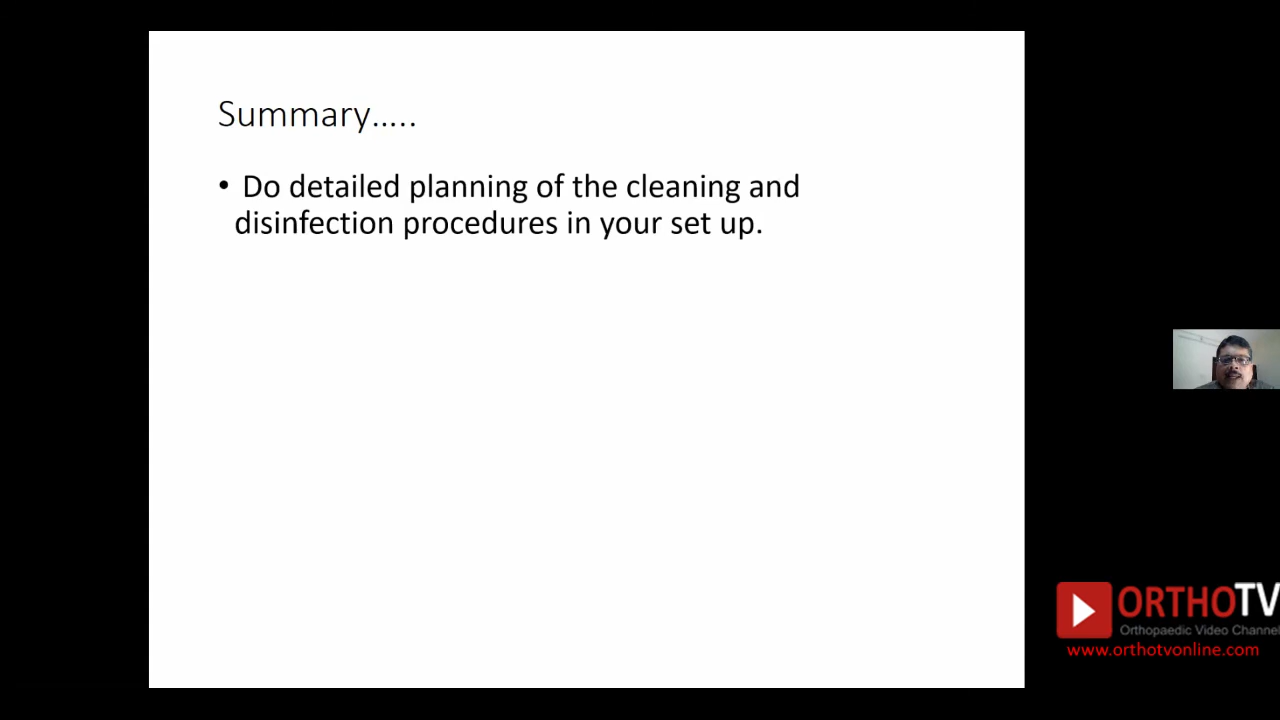 Summary.....
• Do detailed planning of the cleaning and
disinfection procedures in your set up.
ORTHOTV
Orthopaedic Video Channel
www.orthotvonline.com